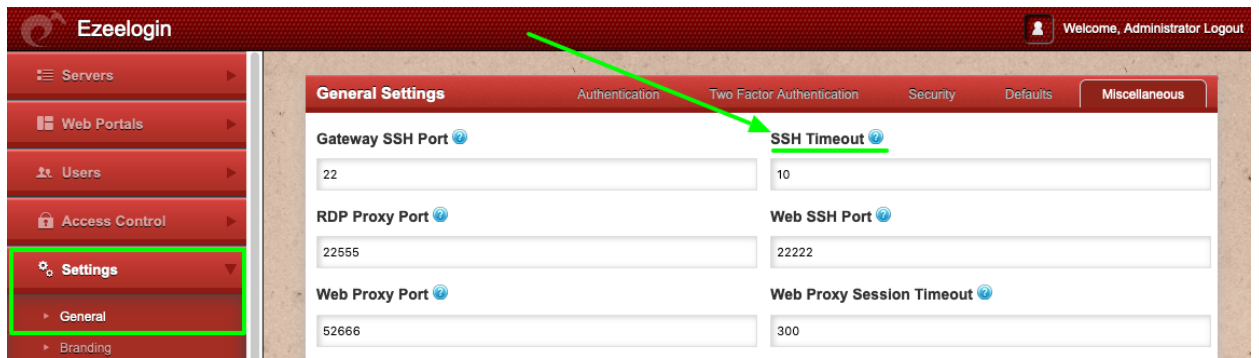 Ezeelogin
Welcome, Administrator Logout
Servers
Web Portals
Users
Access Control
Settings
General
Branding
General Settings
Authentication
Two Factor Authentication
Security
Defaults
Miscellaneous
Gateway SSH Port
22
SSH Timeout
10
RDP Proxy Port
22555
Web SSH Port
22222
Web Proxy Port
52666
Web Proxy Session Timeout
300